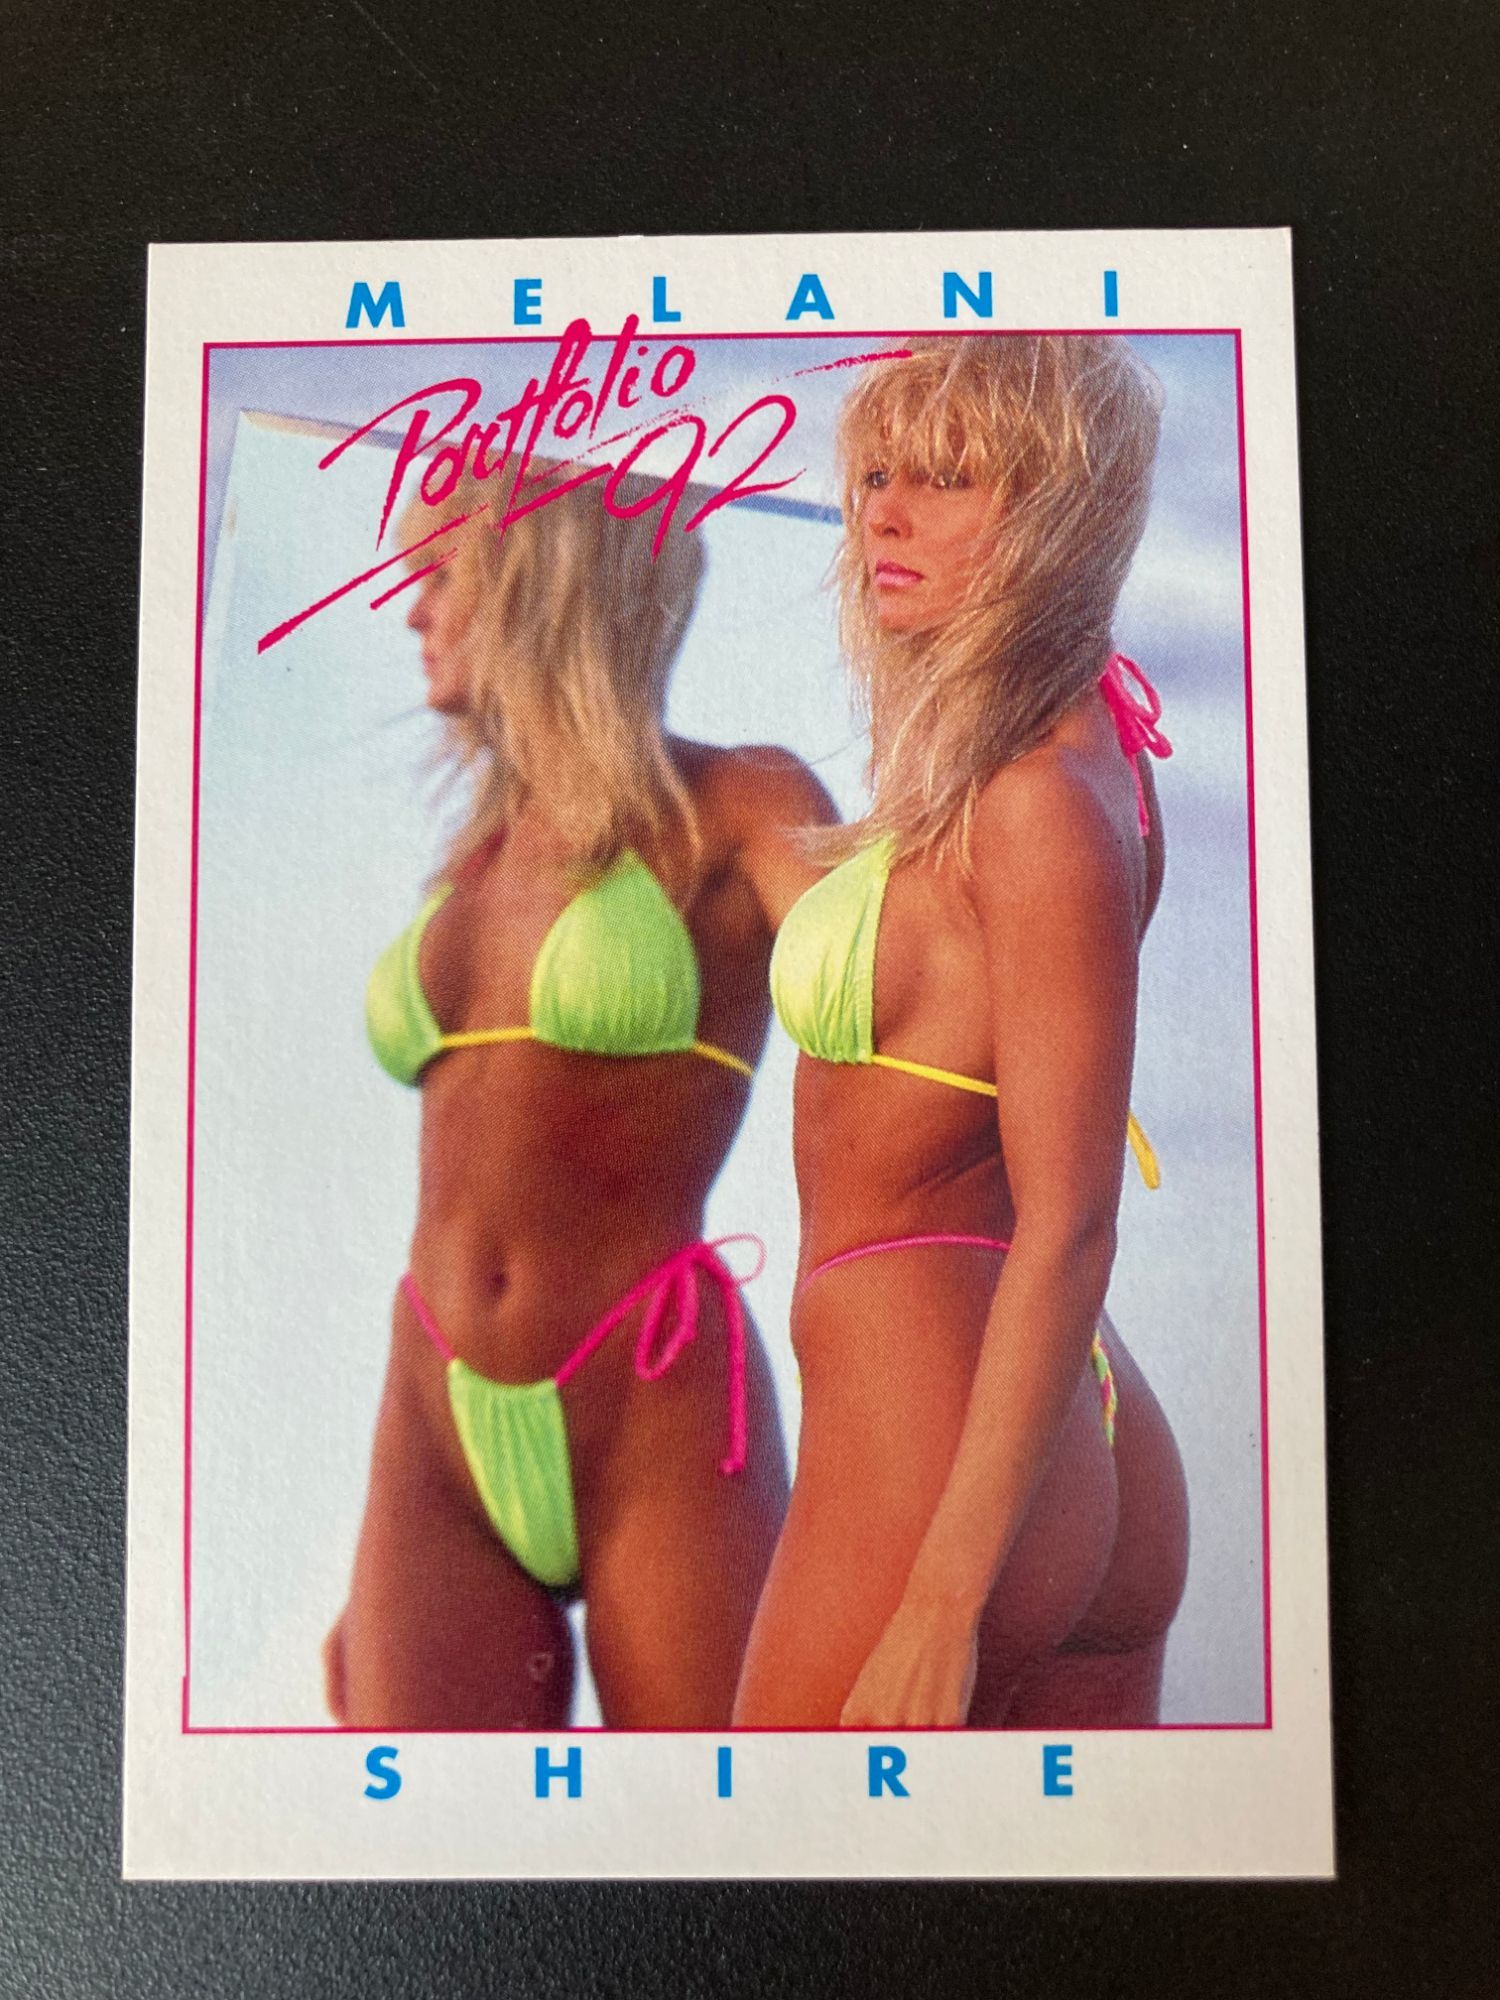 MELANI
Portfolio
92
SHIRE